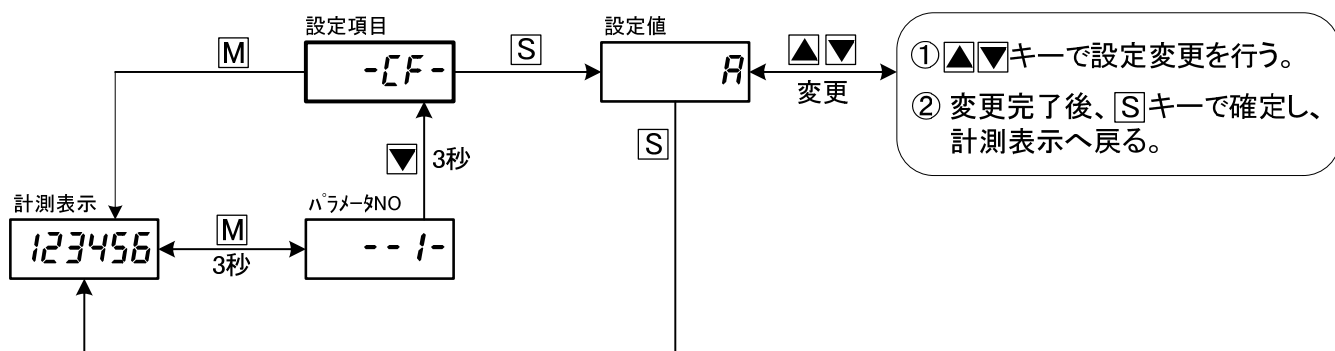 設定項目
設定値
M
-CF-
S
A
▲▼
変更
①▲▼キーで設定変更を行う。
② 変更完了後、Sキーで確定し、
計測表示へ戻る。
▼ 3秒
S
計測表示
パラメータNO
123456
M
3秒
--1-